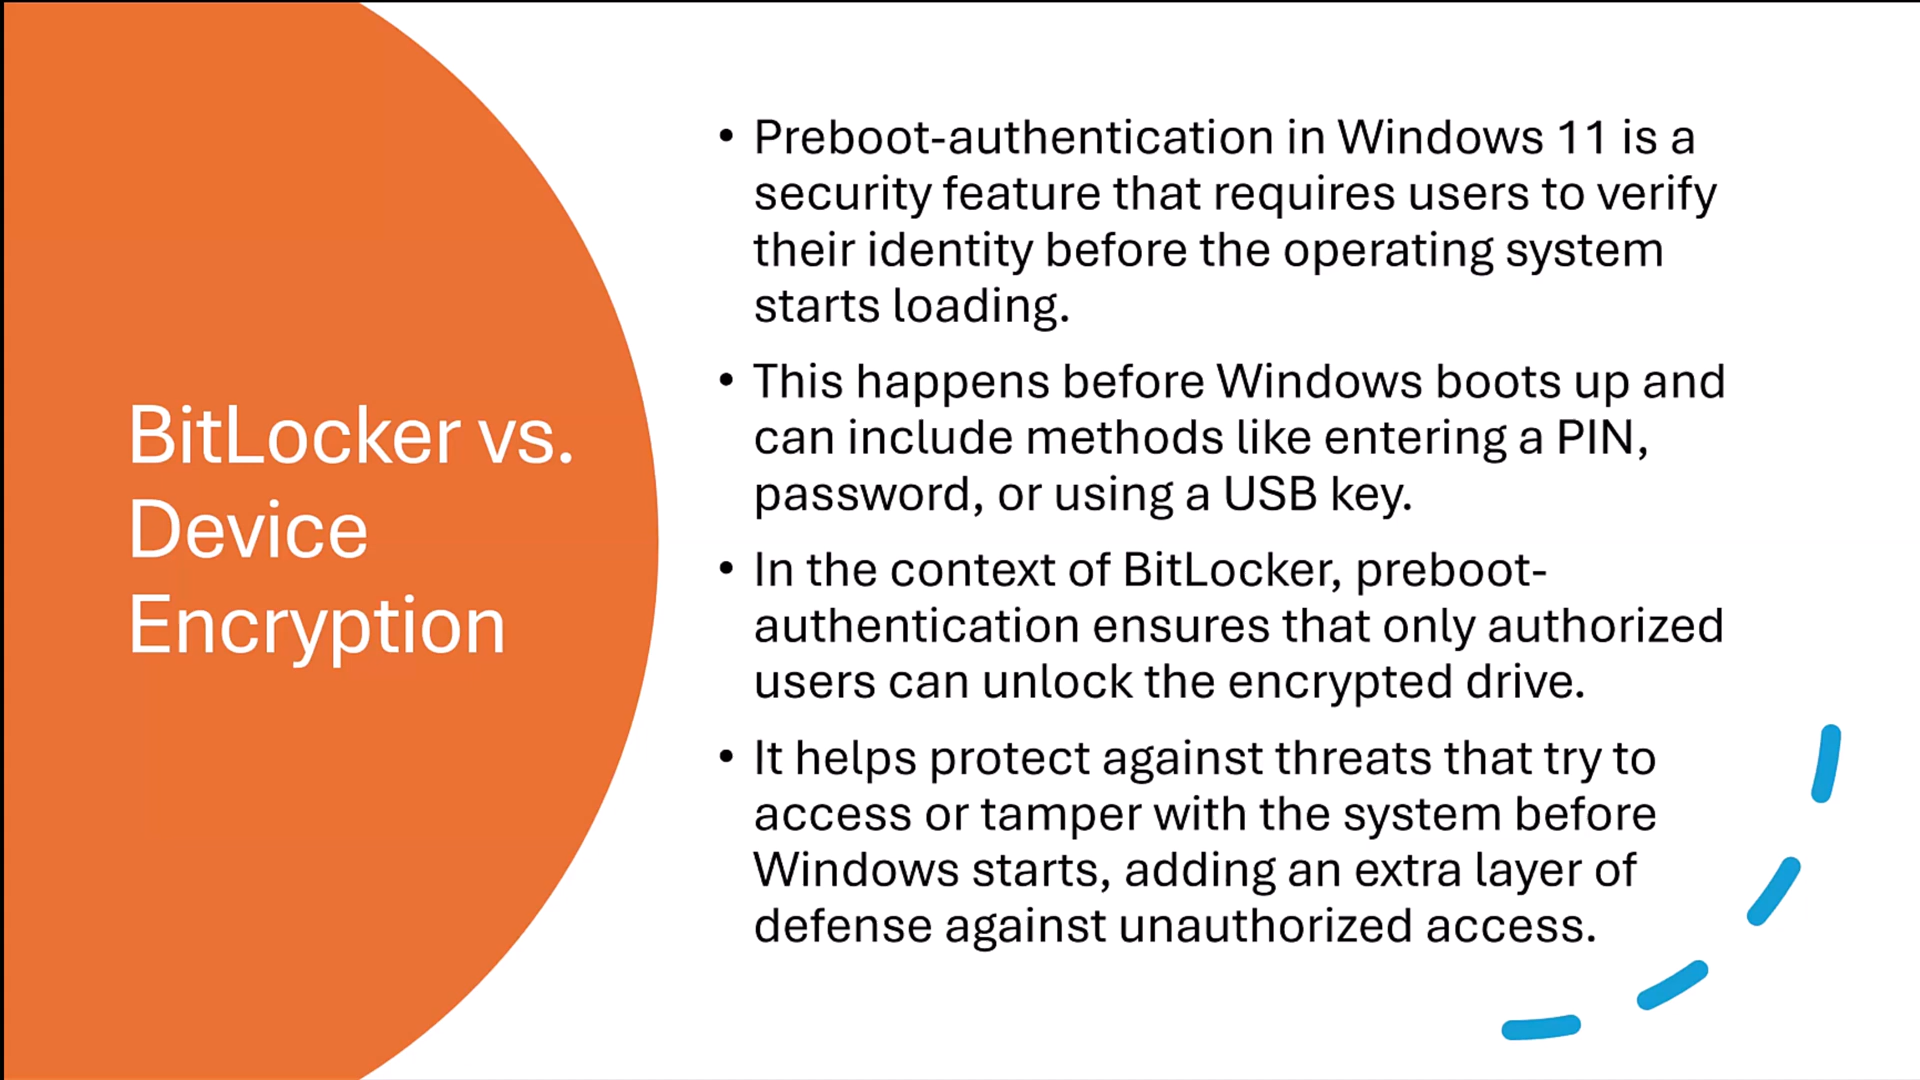 BitLocker vs.
Device
Encryption
• Preboot-authentication in Windows 11 is a
security feature that requires users to verify
their identity before the operating system
starts loading.
• This happens before Windows boots up and
can include methods like entering a PIN,
password, or using a USB key.
• In the context of BitLocker, preboot-
authentication ensures that only authorized
users can unlock the encrypted drive.
• It helps protect against threats that try to
access or tamper with the system before
Windows starts, adding an extra layer of
defense against unauthorized access.